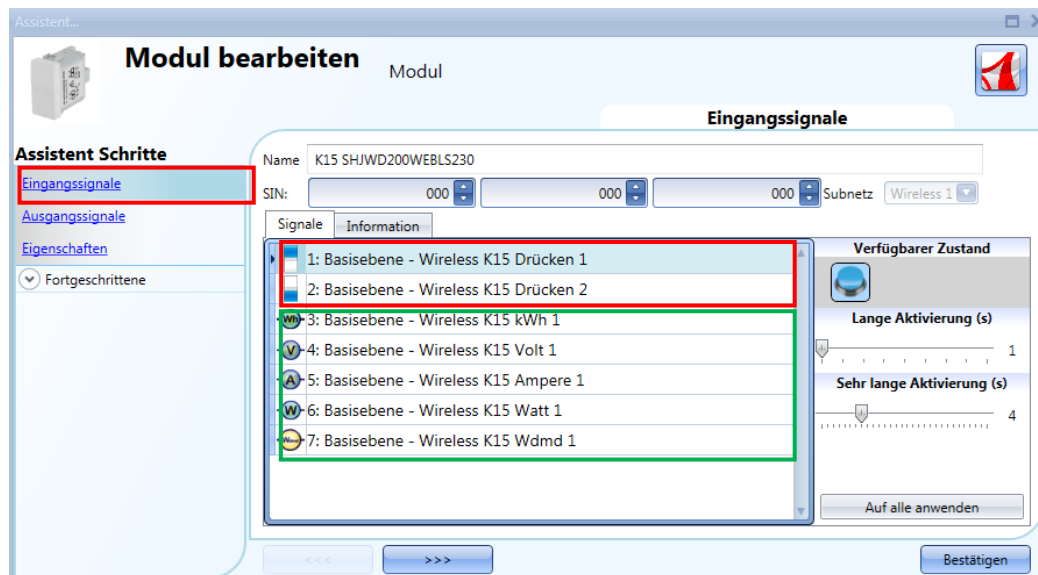 Assistent...
Modul bearbeiten
Modul
Eingangssignale
Assistent Schritte
Eingangssignale
Ausgangssignale
Eigenschaften
Fortgeschrittene
Name K15 SHJWD200WEBLS230
SIN: 000 000 000 Subnetz Wireless 1
Signale Information
1: Basisebene - Wireless K15 Drücken 1
2: Basisebene - Wireless K15 Drücken 2
Wh 3: Basisebene - Wireless K15 kWh 1
V 4: Basisebene - Wireless K15 Volt 1
A 5: Basisebene - Wireless K15 Ampere 1
W 6: Basisebene - Wireless K15 Watt 1
7: Basisebene - Wireless K15 Wdmd 1
Verfügbarer Zustand
Lange Aktivierung (s)
1
Sehr lange Aktivierung (s)
4
Auf alle anwenden
<<< >>> Bestätigen